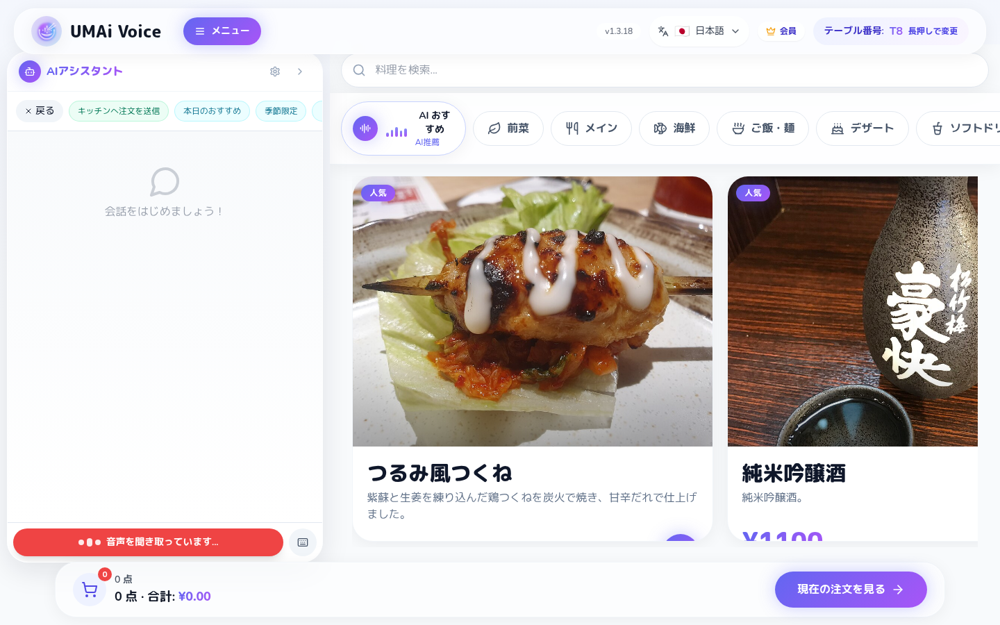 UMAi Voice
メニュー
v1.3.18
日本語
会員
テーブル番号: T8 長押しで変更
AIアシスタント
戻る
キッチンへ注文を送信
本日のおすすめ
季節限定
会話をはじめましょう！
音声を聞き取っています...
料理を検索...
AI おす
すめ
AI推薦
前菜
メイン
海鮮
ご飯・麺
デザート
ソフトドリ
人気
つるみ風つくね
紫蘇と生姜を練り込んだ鶏つくねを炭火で焼き、甘辛だれで仕上げ
ました。
人気
松竹梅
豪快
純米吟醸酒
純米吟醸酒。
¥1100
0
0 点
0 点 · 合計: ¥0.00
現在の注文を見る